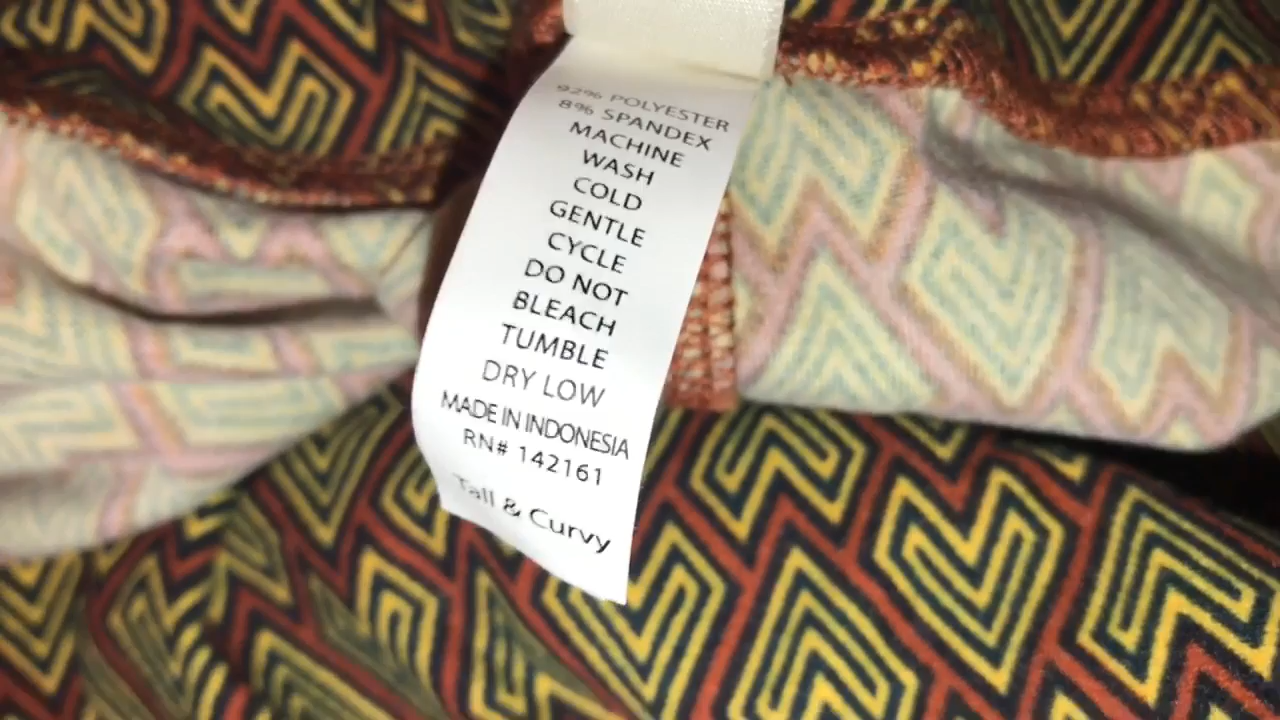 92% POLYESTER
8% SPANDEX
MACHINE
WASH
COLD
GENTLE
CYCLE
DO NOT
BLEACH
TUMBLE
DRY LOW
MADE IN INDONESIA
RN# 142161
Tall & Curvy